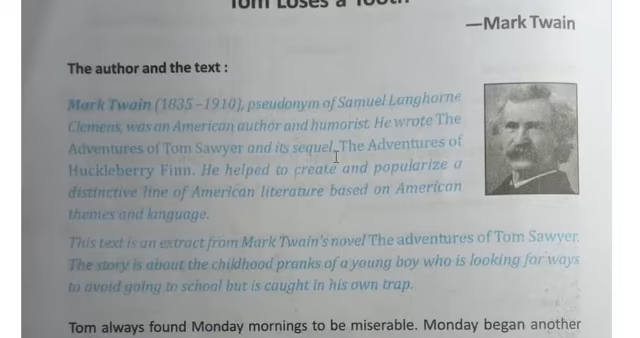 Tom Loses a Tooth
—Mark Twain
The author and the text :
Mark Twain (1835 –1910), pseudonym of Samuel Langhorne
Clemens, was an American author and humorist. He wrote The
Adventures of Tom Sawyer and its sequel, The Adventures of
Huckleberry Finn. He helped to create and popularize a
distinctive line of American literature based on American
themes and language.
This text is an extract from Mark Twain's novel The adventures of Tom Sawyer.
The story is about the childhood pranks of a young boy who is looking for ways
to avoid going to school but is caught in his own trap.
Tom always found Monday mornings to be miserable. Monday began another